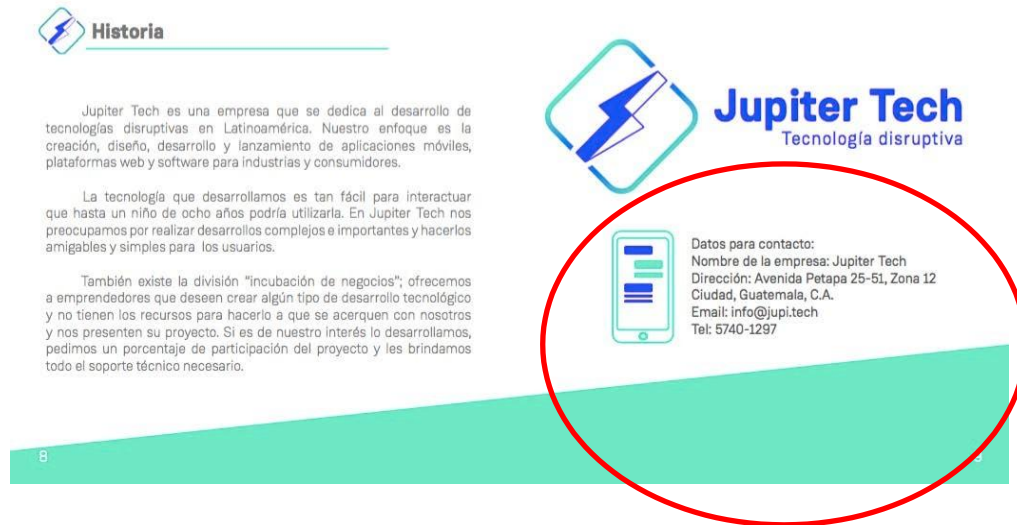 Historia
Jupiter Tech es una empresa que se dedica al desarrollo de
tecnologías disruptivas en Latinoamérica. Nuestro enfoque es la
creación, diseño, desarrollo y lanzamiento de aplicaciones móviles,
plataformas web y software para industrias y consumidores.
La tecnología que desarrollamos es tan fácil para interactuar
que hasta un niño de ocho años podría utilizarla. En Jupiter Tech nos
preocupamos por realizar desarrollos complejos e importantes y hacerlos
amigables y simples para los usuarios.
También existe la división "incubación de negocios"; ofrecemos
a emprendedores que deseen crear algún tipo de desarrollo tecnológico
y no tienen los recursos para hacerlo a que se acerquen con nosotros
y nos presenten su proyecto. Si es de nuestro interés lo desarrollamos,
pedimos un porcentaje de participación del proyecto y les brindamos
todo el soporte técnico necesario.
8
Jupiter Tech
Tecnología disruptiva
Datos para contacto:
Nombre de la empresa: Jupiter Tech
Dirección: Avenida Petapa 25-51, Zona 12
Ciudad, Guatemala, C.A.
Email: info@jupi.tech
Tel: 5740-1297